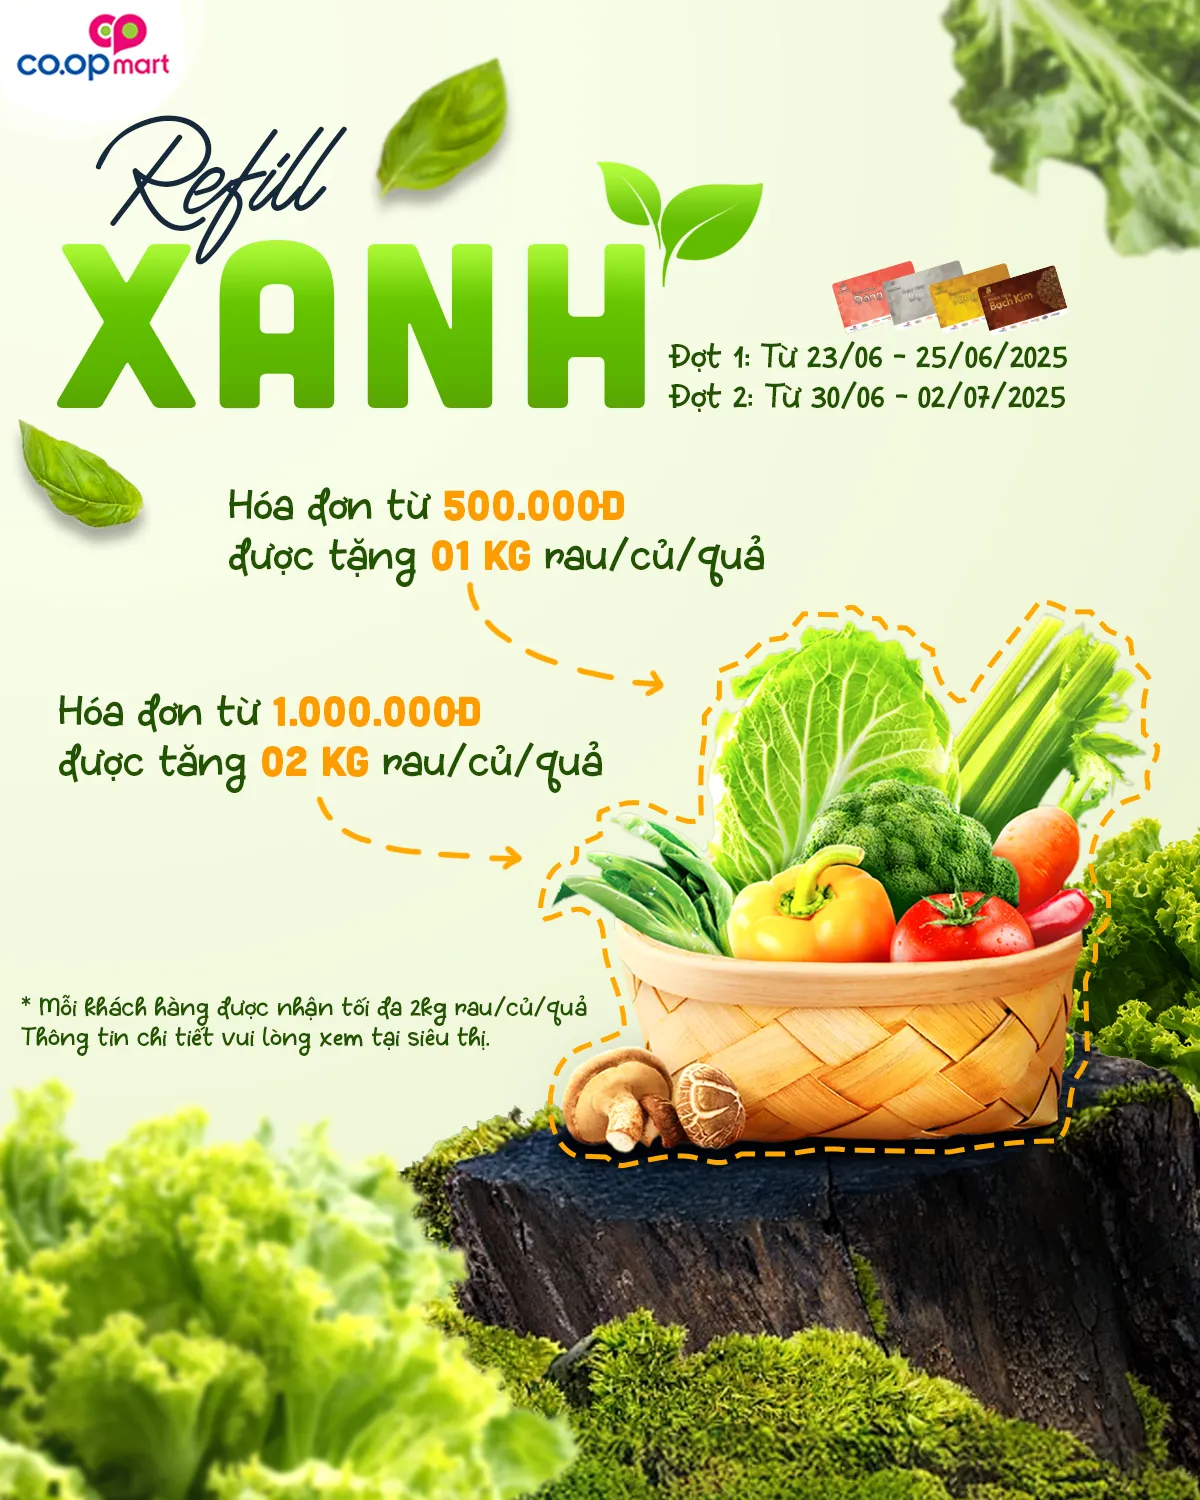 co.opmart
Refill
XANH
Bạch Kim
Đợt 1: Từ 23/06 - 25/06/2025
Đợt 2: Từ 30/06 - 02/07/2025
Hóa đơn từ 500.000Đ
được tặng 01 KG rau/củ/quả
Hóa đơn từ 1.000.000Đ
được tặng 02 KG rau/củ/quả
* Mỗi khách hàng được nhận tối đa 2kg rau/củ/quả
Thông tin chi tiết vui lòng xem tại siêu thị.